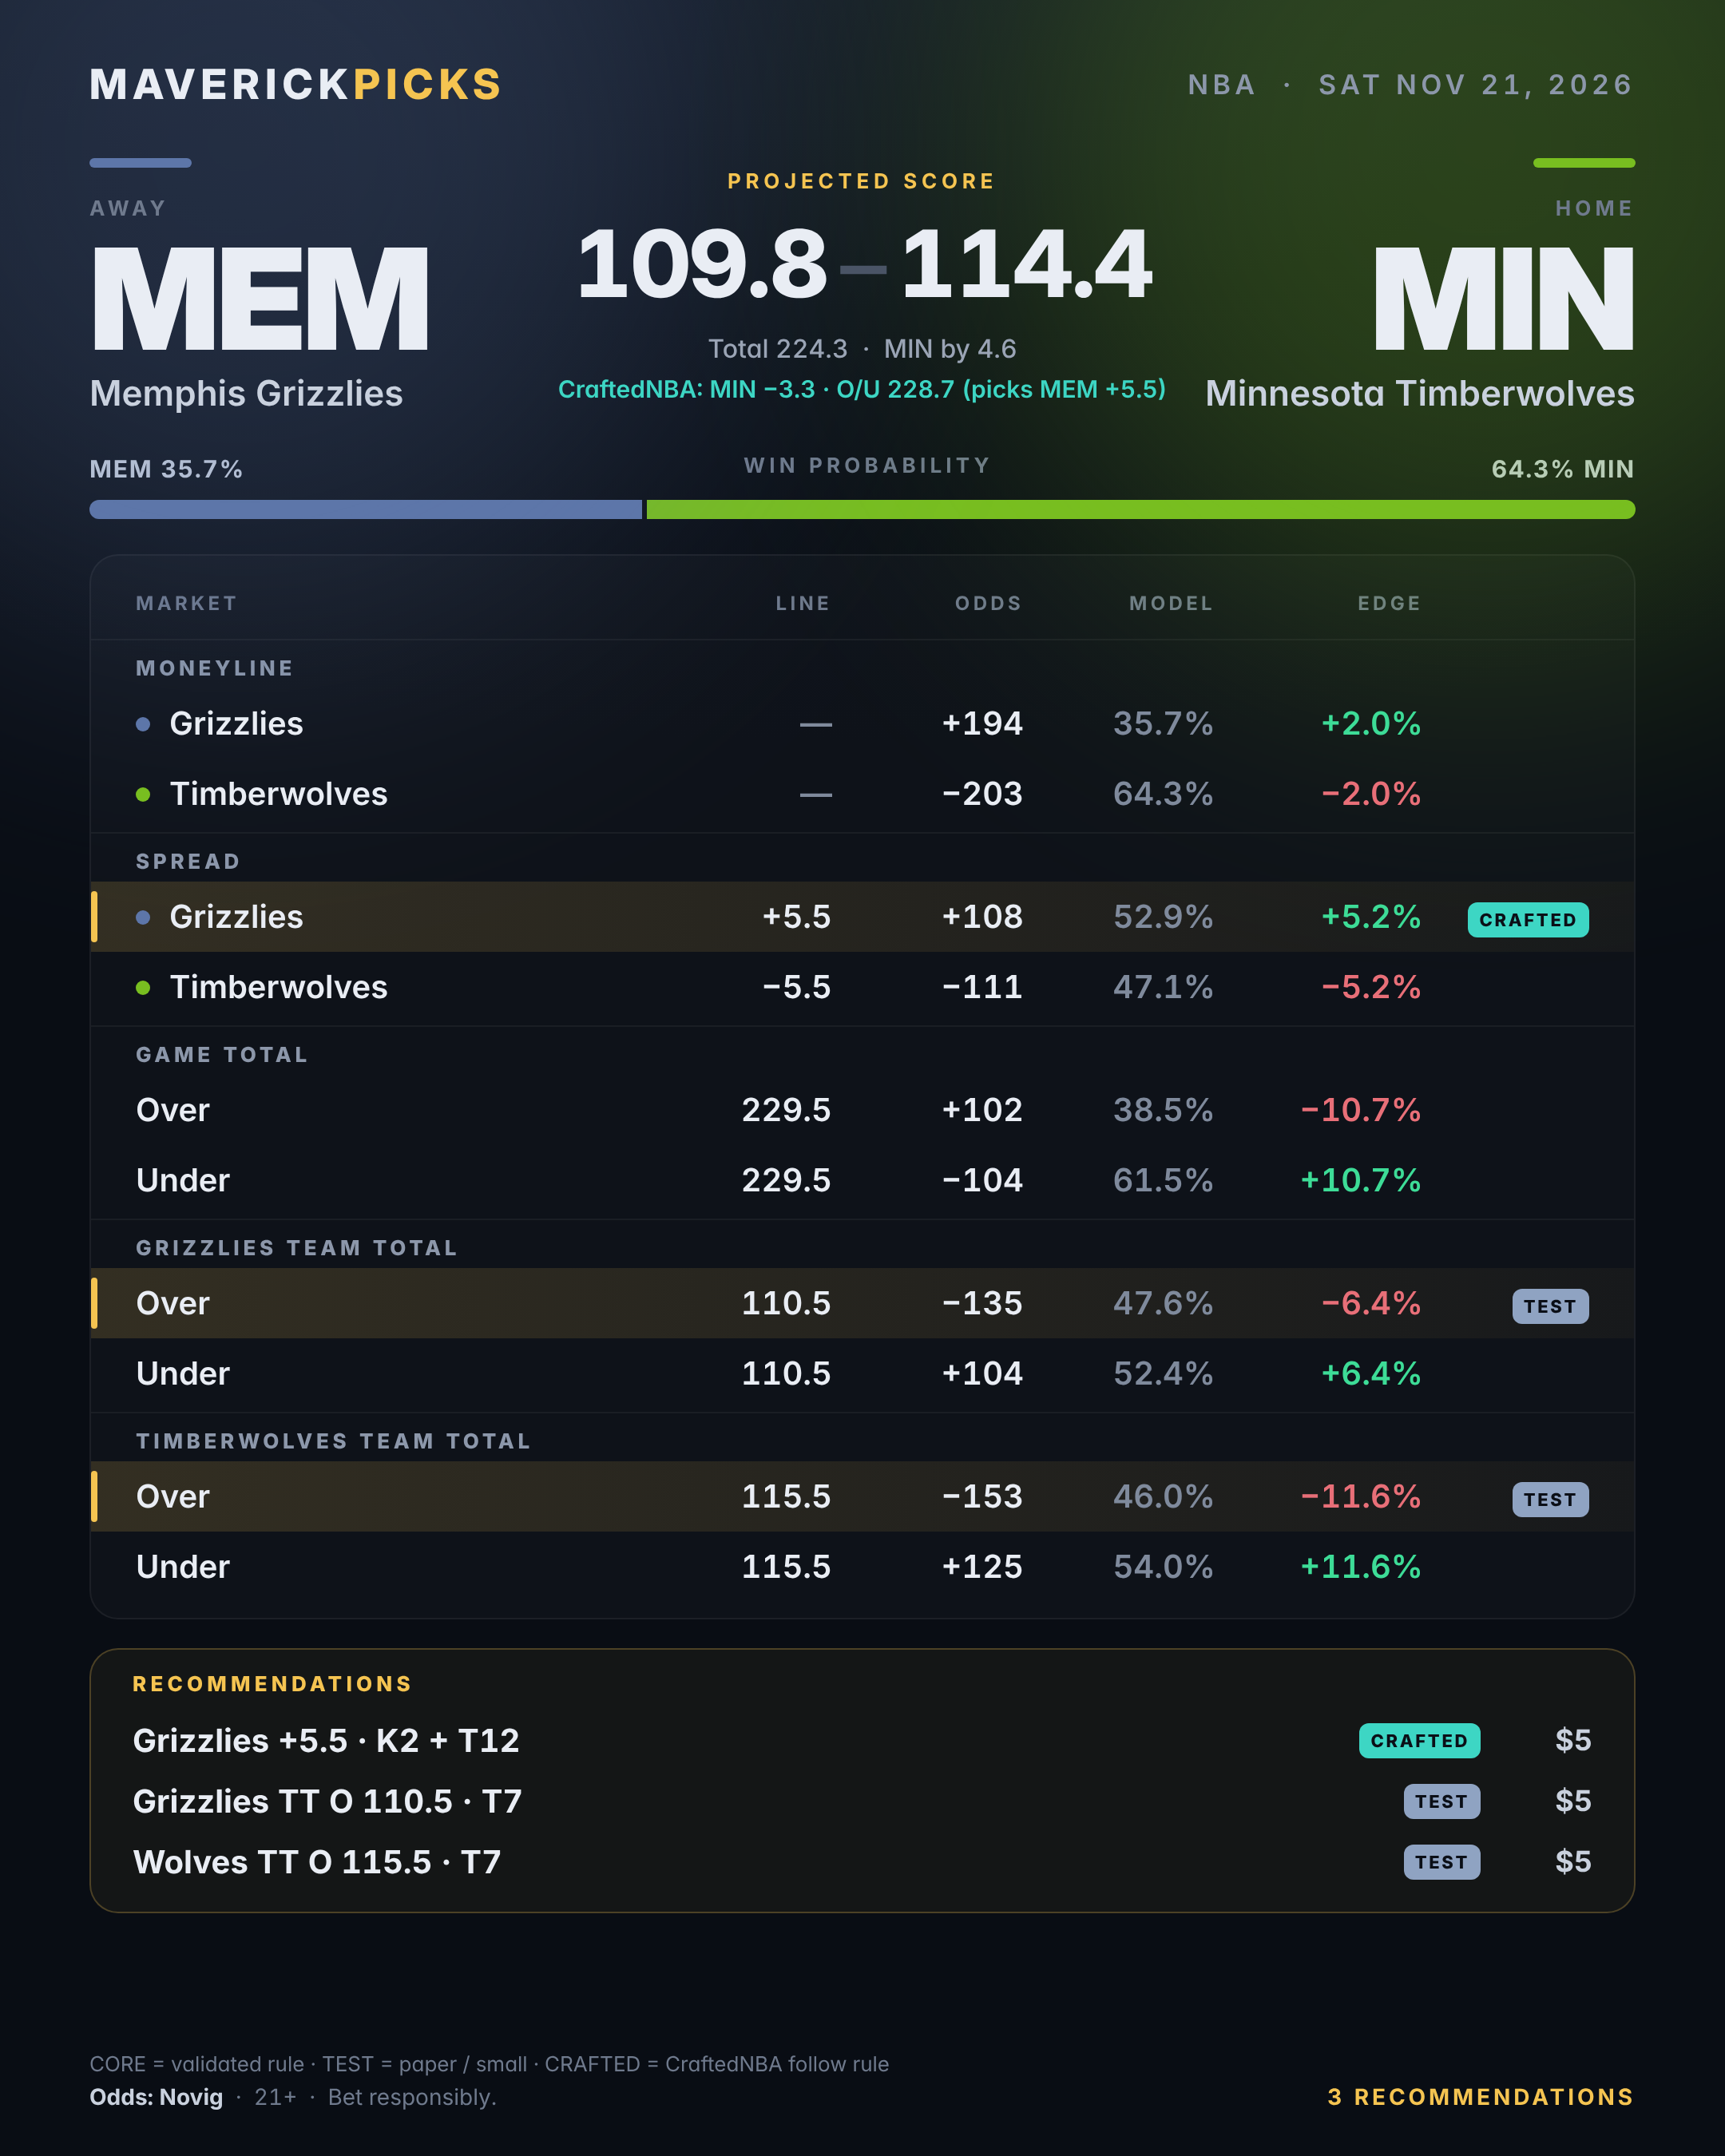 MAVERICKPICKS
NBA · SAT NOV 21, 2026
AWAY
MEM
Memphis Grizzlies
PROJECTED SCORE
109.8 – 114.4
Total 224.3 · MIN by 4.6
CraftedNBA: MIN −3.3 · O/U 228.7 (picks MEM +5.5)
HOME
MIN
Minnesota Timberwolves
MEM 35.7% WIN PROBABILITY 64.3% MIN
MARKET LINE ODDS MODEL EDGE
MONEYLINE
Grizzlies — +194 35.7% +2.0%
Timberwolves — −203 64.3% −2.0%
SPREAD
Grizzlies +5.5 +108 52.9% +5.2% CRAFTED
Timberwolves −5.5 −111 47.1% −5.2%
GAME TOTAL
Over 229.5 +102 38.5% −10.7%
Under 229.5 −104 61.5% +10.7%
GRIZZLIES TEAM TOTAL
Over 110.5 −135 47.6% −6.4% TEST
Under 110.5 +104 52.4% +6.4%
TIMBERWOLVES TEAM TOTAL
Over 115.5 −153 46.0% −11.6% TEST
Under 115.5 +125 54.0% +11.6%
RECOMMENDATIONS
Grizzlies +5.5 · K2 + T12 CRAFTED $5
Grizzlies TT O 110.5 · T7 TEST $5
Wolves TT O 115.5 · T7 TEST $5
CORE = validated rule · TEST = paper / small · CRAFTED = CraftedNBA follow rule
Odds: Novig · 21+ · Bet responsibly.
3 RECOMMENDATIONS